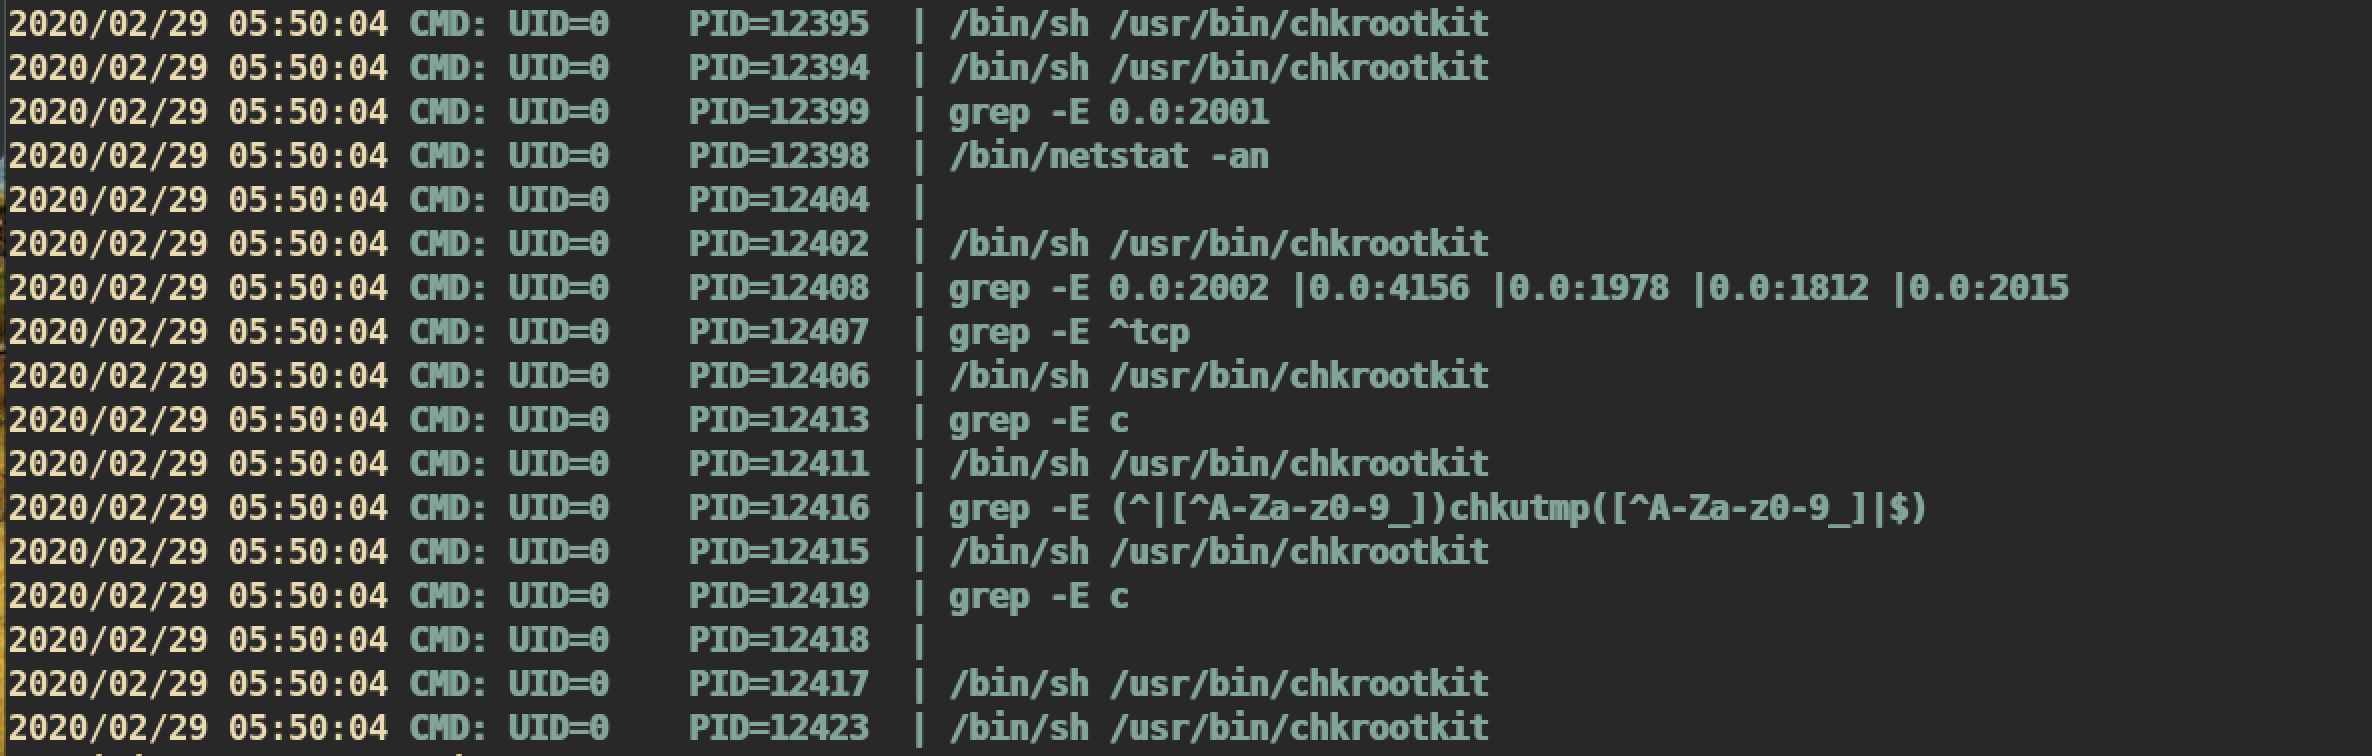 2020/02/29 05:50:04 CMD: UID=0    PID=12395  | /bin/sh /usr/bin/chkrootkit
2020/02/29 05:50:04 CMD: UID=0    PID=12394  | /bin/sh /usr/bin/chkrootkit
2020/02/29 05:50:04 CMD: UID=0    PID=12399  | grep -E 0.0:2001
2020/02/29 05:50:04 CMD: UID=0    PID=12398  | /bin/netstat -an
2020/02/29 05:50:04 CMD: UID=0    PID=12404  |
2020/02/29 05:50:04 CMD: UID=0    PID=12402  | /bin/sh /usr/bin/chkrootkit
2020/02/29 05:50:04 CMD: UID=0    PID=12408  | grep -E 0.0:2002 |0.0:4156 |0.0:1978 |0.0:1812 |0.0:2015
2020/02/29 05:50:04 CMD: UID=0    PID=12407  | grep -E ^tcp
2020/02/29 05:50:04 CMD: UID=0    PID=12406  | /bin/sh /usr/bin/chkrootkit
2020/02/29 05:50:04 CMD: UID=0    PID=12413  | grep -E c
2020/02/29 05:50:04 CMD: UID=0    PID=12411  | /bin/sh /usr/bin/chkrootkit
2020/02/29 05:50:04 CMD: UID=0    PID=12416  | grep -E (^|[^A-Za-z0-9_])chkutmp([^A-Za-z0-9_]|$)
2020/02/29 05:50:04 CMD: UID=0    PID=12415  | /bin/sh /usr/bin/chkrootkit
2020/02/29 05:50:04 CMD: UID=0    PID=12419  | grep -E c
2020/02/29 05:50:04 CMD: UID=0    PID=12418  |
2020/02/29 05:50:04 CMD: UID=0    PID=12417  | /bin/sh /usr/bin/chkrootkit
2020/02/29 05:50:04 CMD: UID=0    PID=12423  | /bin/sh /usr/bin/chkrootkit